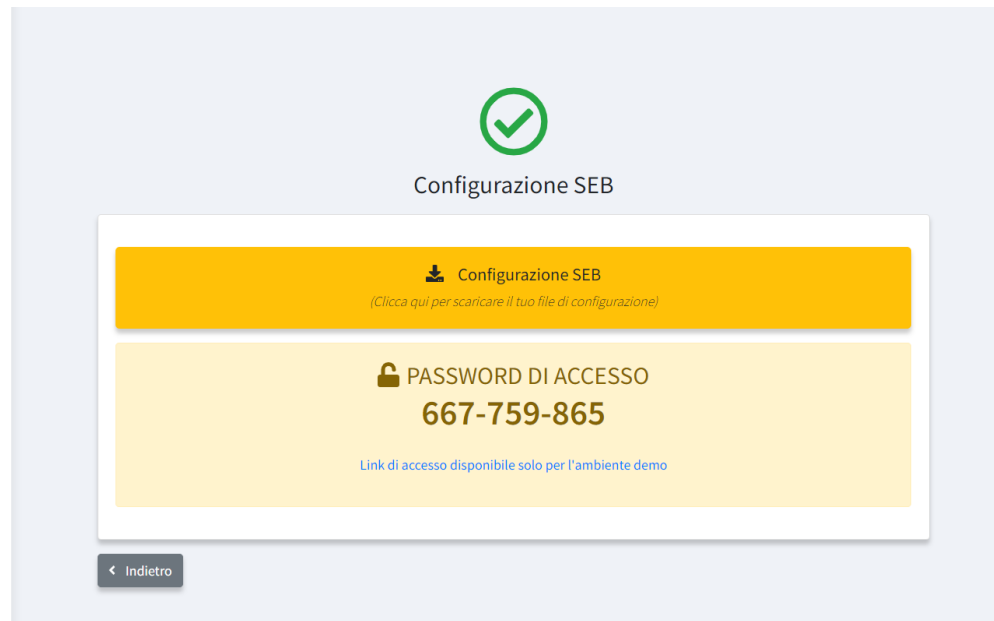 Configurazione SEB
Configurazione SEB
(Clicca qui per scaricare il tuo file di configurazione)
PASSWORD DI ACCESSO
667-759-865
Link di accesso disponibile solo per l'ambiente demo
Indietro